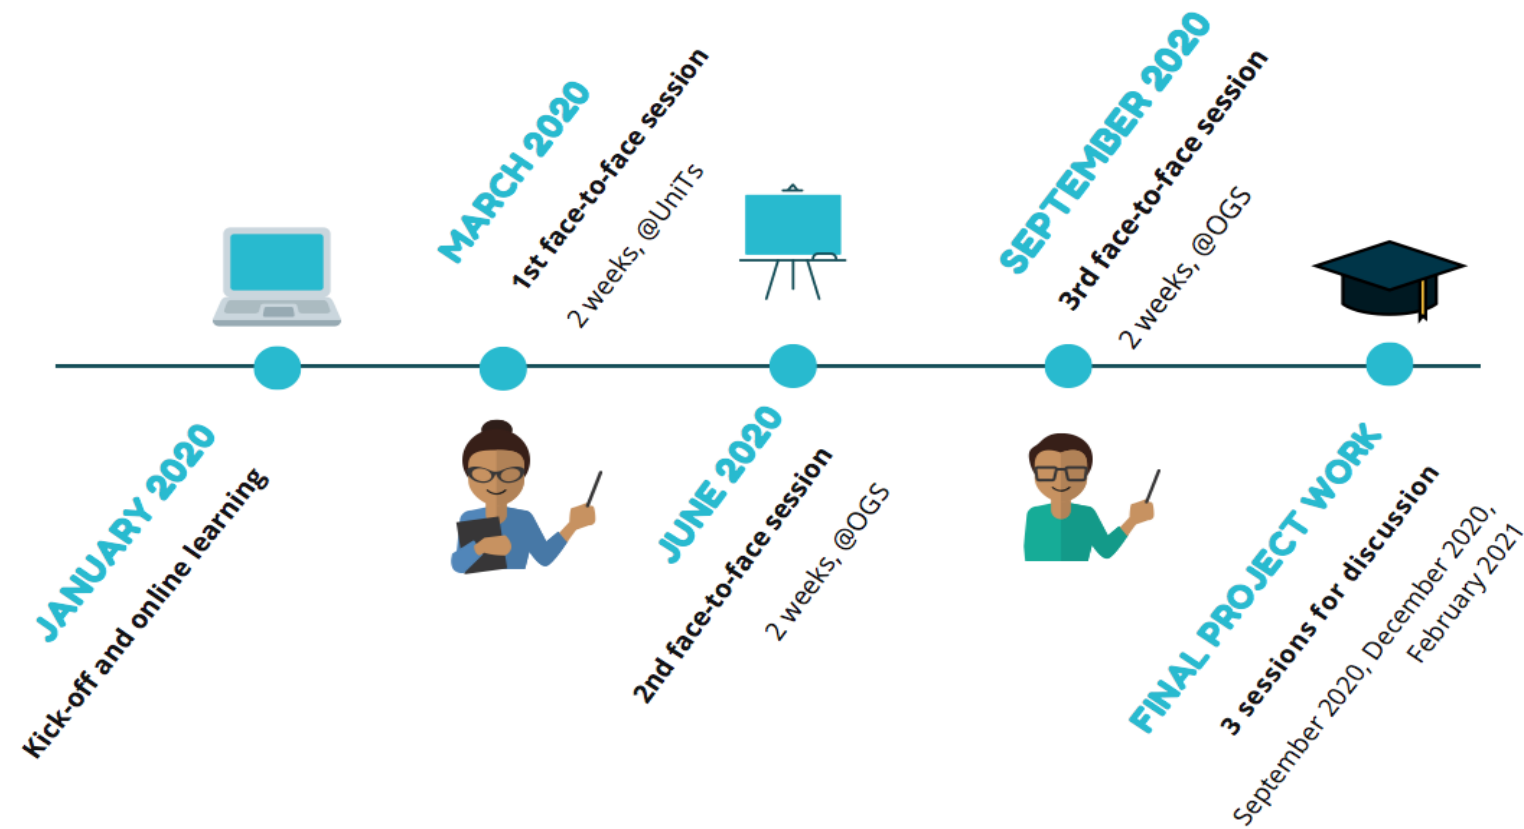 JANUARY 2020
Kick-off and online learning
MARCH 2020
1st face-to-face session
2 weeks, @UniTs
JUNE 2020
2nd face-to-face session
2 weeks, @OGS
SEPTEMBER 2020
3rd face-to-face session
2 weeks, @OGS
FINAL PROJECT WORK
3 sessions for discussion
September 2020, December 2020,
February 2021